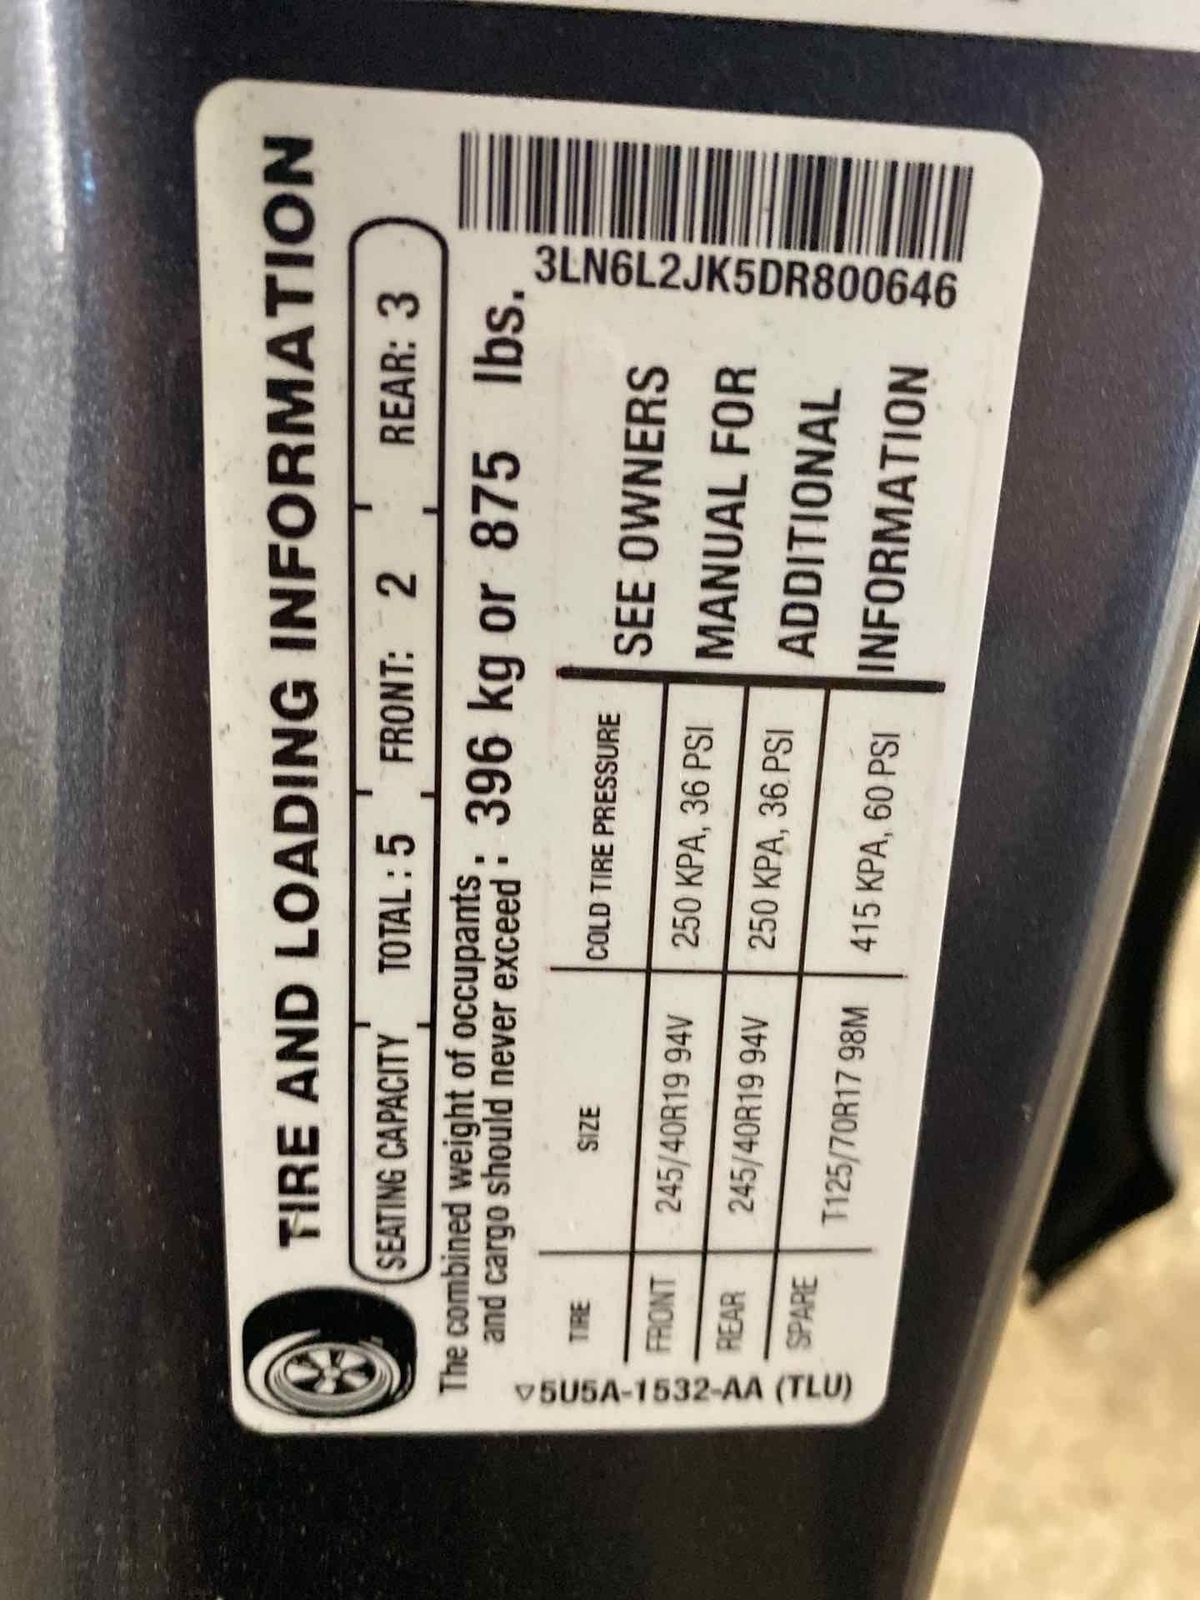 TIRE AND LOADING INFORMATION
SEATING CAPACITY TOTAL: 5 FRONT: 2 REAR: 3
The combined weight of occupants :
and cargo should never exceed : 396 kg or 875 lbs.
3LN6L2JK5DR800646
TIRE SIZE COLD TIRE PRESSURE
FRONT 245/40R19 94V 250 KPA, 36 PSI
REAR 245/40R19 94V 250 KPA, 36 PSI
SPARE T125/70R17 98M 415 KPA, 60 PSI
SEE OWNERS
MANUAL FOR
ADDITIONAL
INFORMATION
▽5U5A-1532-AA (TLU)